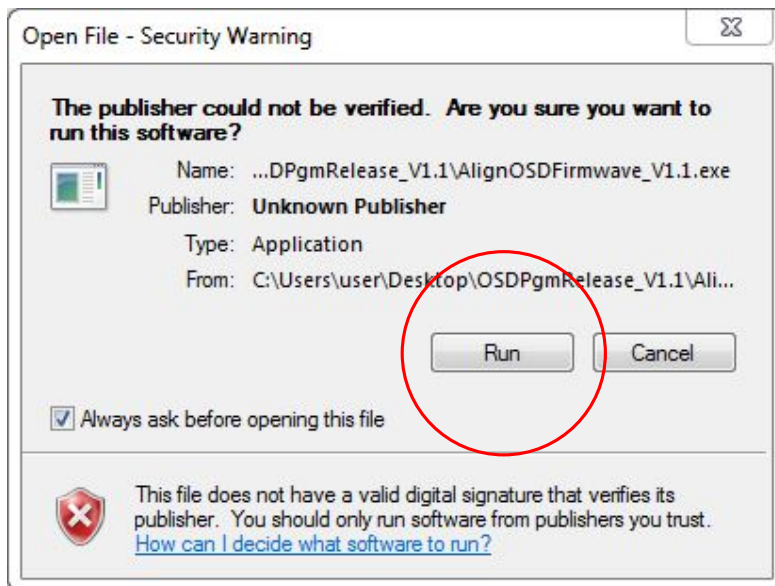 Open File - Security Warning
The publisher could not be verified.  Are you sure you want to
run this software?
Name: ...DPgmRelease_V1.1\AlignOSDFirmwave_V1.1.exe
Publisher: Unknown Publisher
Type: Application
From: C:\Users\user\Desktop\OSDPgmRelease_V1.1\Ali...
Run Cancel
Always ask before opening this file
This file does not have a valid digital signature that verifies its
publisher.  You should only run software from publishers you trust.
How can I decide what software to run?